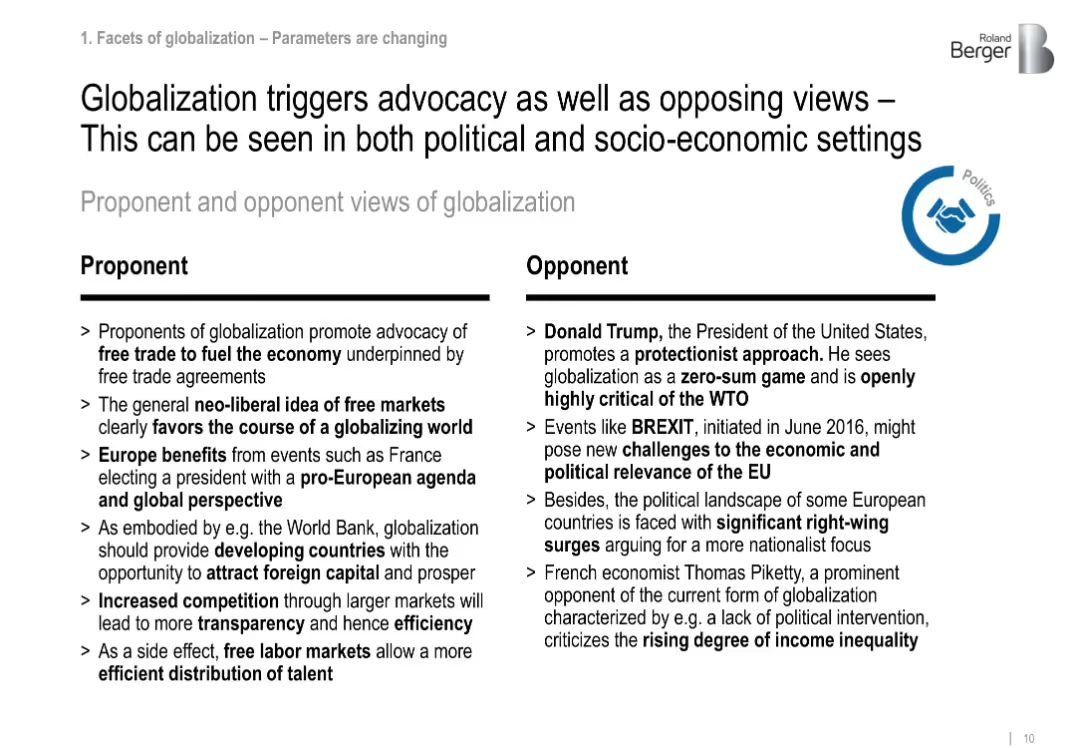 1. Facets of globalization – Parameters are changing
Roland
Berger
B
Globalization triggers advocacy as well as opposing views –
This can be seen in both political and socio-economic settings
Proponent and opponent views of globalization
Politics
Proponent
> Proponents of globalization promote advocacy of
free trade to fuel the economy underpinned by
free trade agreements
> The general neo-liberal idea of free markets
clearly favors the course of a globalizing world
> Europe benefits from events such as France
electing a president with a pro-European agenda
and global perspective
> As embodied by e.g. the World Bank, globalization
should provide developing countries with the
opportunity to attract foreign capital and prosper
> Increased competition through larger markets will
lead to more transparency and hence efficiency
> As a side effect, free labor markets allow a more
efficient distribution of talent
Opponent
> Donald Trump, the President of the United States,
promotes a protectionist approach. He sees
globalization as a zero-sum game and is openly
highly critical of the WTO
> Events like BREXIT, initiated in June 2016, might
pose new challenges to the economic and
political relevance of the EU
> Besides, the political landscape of some European
countries is faced with significant right-wing
surges arguing for a more nationalist focus
> French economist Thomas Piketty, a prominent
opponent of the current form of globalization
characterized by e.g. a lack of political intervention,
criticizes the rising degree of income inequality
| 10